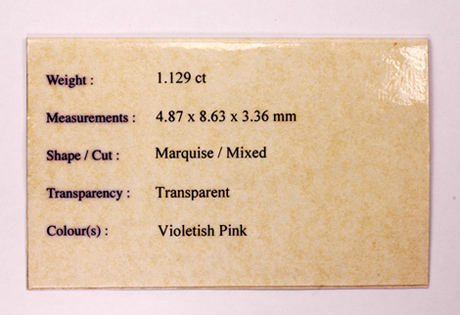 Weight : 1.129 ct
Measurements : 4.87 x 8.63 x 3.36 mm
Shape / Cut : Marquise / Mixed
Transparency : Transparent
Colour(s) : Violetish Pink